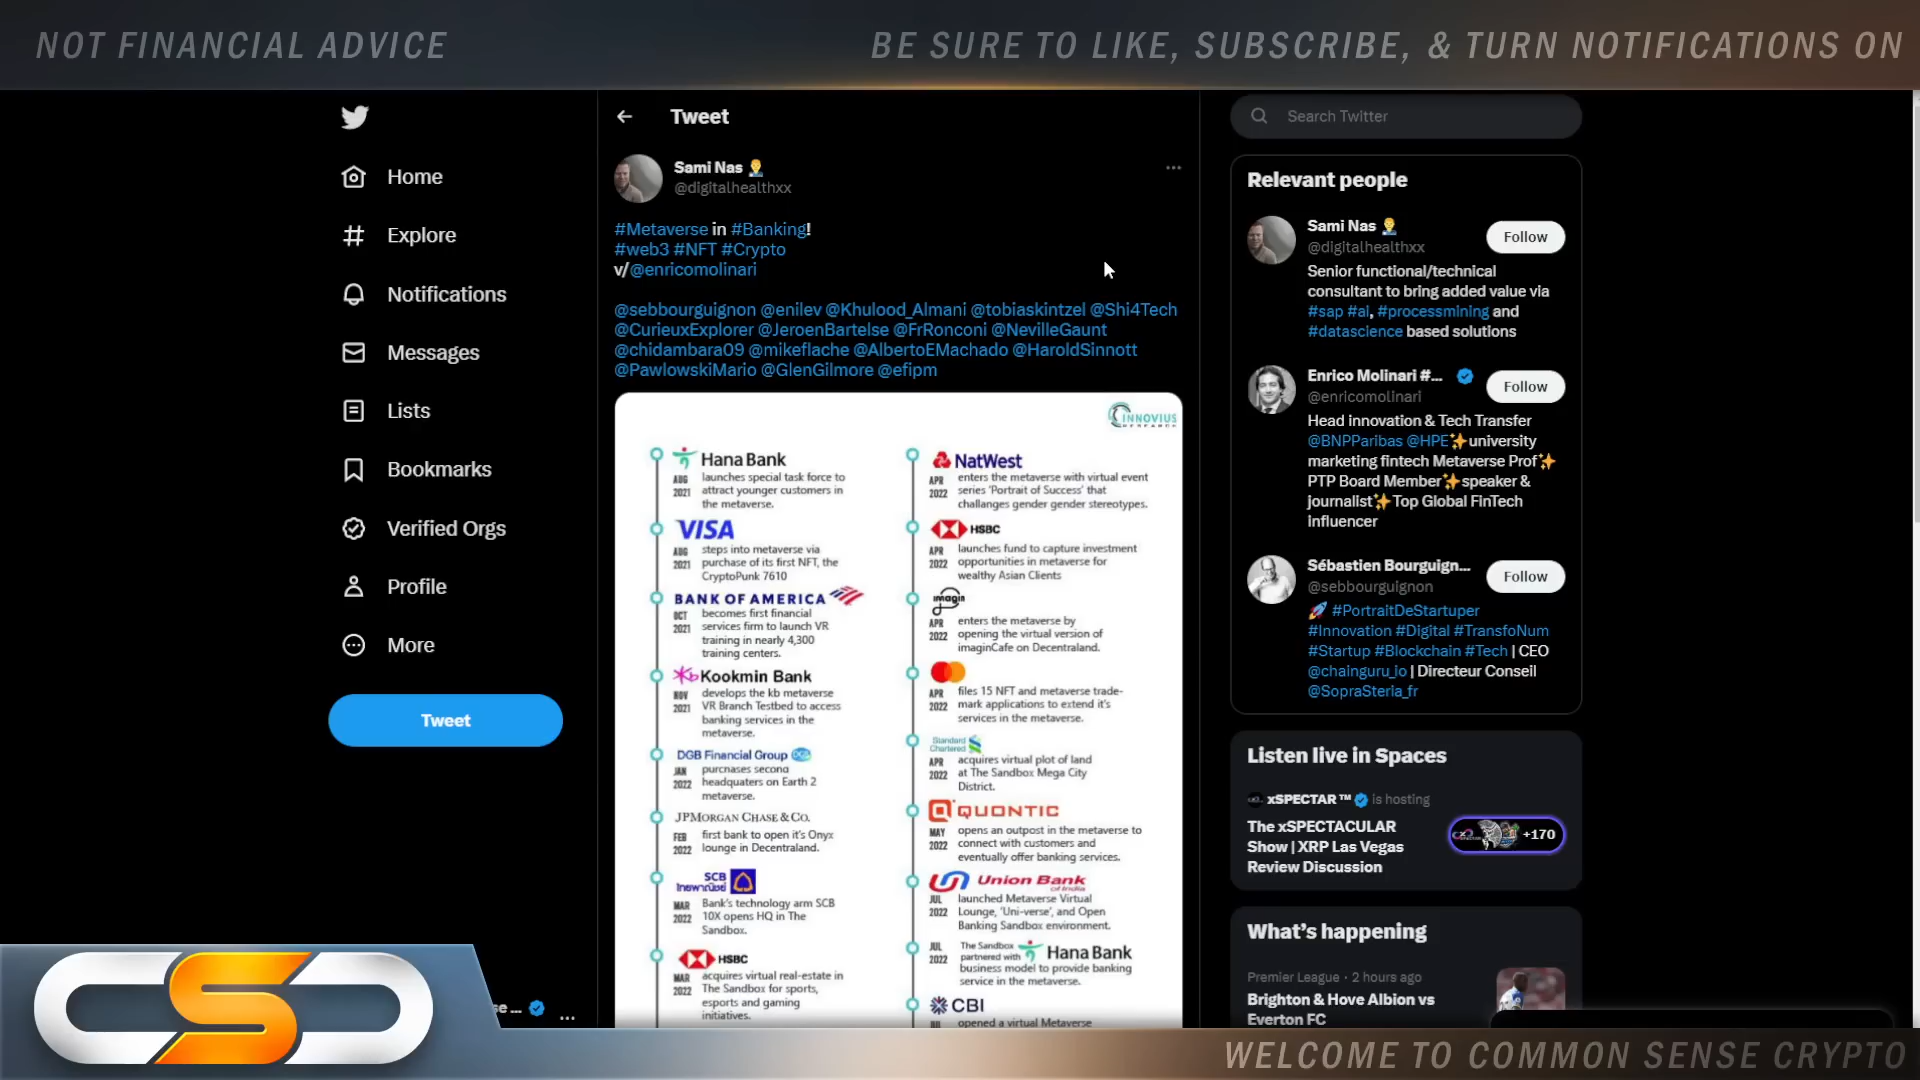 NOT FINANCIAL ADVICE
BE SURE TO LIKE, SUBSCRIBE, & TURN NOTIFICATIONS ON
Home
Explore
Notifications
Messages
Lists
Bookmarks
Verified Orgs
Profile
More
Tweet
se ...
Tweet
Sami Nas
@digitalhealthxx
#Metaverse in #Banking!
#web3 #NFT #Crypto
v/@enricomolinari
@sebbourguignon @enilev @Khulood_Almani @tobiaskintzel @Shi4Tech
@CurieuxExplorer @JeroenBartelse @FrRonconi @NevilleGaunt
@chidambara09 @mikeflache @AlbertoEMachado @HaroldSinnott
@PawlowskiMario @GlenGilmore @efipm
INNOVIUS
RESEARCH
Hana Bank
AUG 2021
launches special task force to
attract younger customers in
the metaverse.
VISA
AUG 2021
steps into metaverse via
purchase of its first NFT, the
CryptoPunk 7610
BANK OF AMERICA
OCT 2021
becomes first financial
services firm to launch VR
training in nearly 4,300
training centers.
Kookmin Bank
NOV 2021
develops the kb metaverse
VR Branch Testbed to access
banking services in the
metaverse.
DGB Financial Group
JAN 2022
purchases second
headquaters on Earth 2
metaverse.
JPMORGAN CHASE & CO.
FEB 2022
first bank to open it's Onyx
lounge in Decentraland.
SCB
ไทยพาณิชย์
MAR 2022
Bank's technology arm SCB
10X opens HQ in The
Sandbox.
HSBC
MAR 2022
acquires virtual real-estate in
The Sandbox for sports,
esports and gaming
initiatives.
NatWest
APR 2022
enters the metaverse with virtual event
series 'Portrait of Success' that
challanges gender gender stereotypes.
HSBC
APR 2022
launches fund to capture investment
opportunities in metaverse for
wealthy Asian Clients
imagin
APR 2022
enters the metaverse by
opening the virtual version of
imaginCafe on Decentraland.
APR 2022
files 15 NFT and metaverse trade-
mark applications to extend it's
services in the metaverse.
Standard
Chartered
APR 2022
acquires virtual plot of land
at The Sandbox Mega City
District.
QUONTIC
MAY 2022
opens an outpost in the metaverse to
connect with customers and
eventually offer banking services.
Union Bank
of India
JUL 2022
launched Metaverse Virtual
Lounge, 'Uni-verse', and Open
Banking Sandbox environment.
JUL 2022
The Sandbox
partnered with Hana Bank
business model to provide banking
service in the metaverse.
CBI
JUL
opened a virtual Metaverse
Search Twitter
Relevant people
Sami Nas
@digitalhealthxx
Follow
Senior functional/technical
consultant to bring added value via
#sap #ai, #processmining and
#datascience based solutions
Enrico Molinari #...
@enricomolinari
Follow
Head innovation & Tech Transfer
@BNPParibas @HPE✨university
marketing fintech Metaverse Prof✨
PTP Board Member✨speaker &
journalist✨Top Global FinTech
influencer
Sébastien Bourguign...
@sebbourguignon
Follow
🚀 #PortraitDeStartuper
#Innovation #Digital #TransfoNum
#Startup #Blockchain #Tech | CEO
@chainguru_io | Directeur Conseil
@SopraSteria_fr
Listen live in Spaces
xSPECTAR ™ is hosting
The xSPECTACULAR
Show | XRP Las Vegas
Review Discussion
+170
What's happening
Premier League · 2 hours ago
Brighton & Hove Albion vs
Everton FC
CSC
WELCOME TO COMMON SENSE CRYPTO